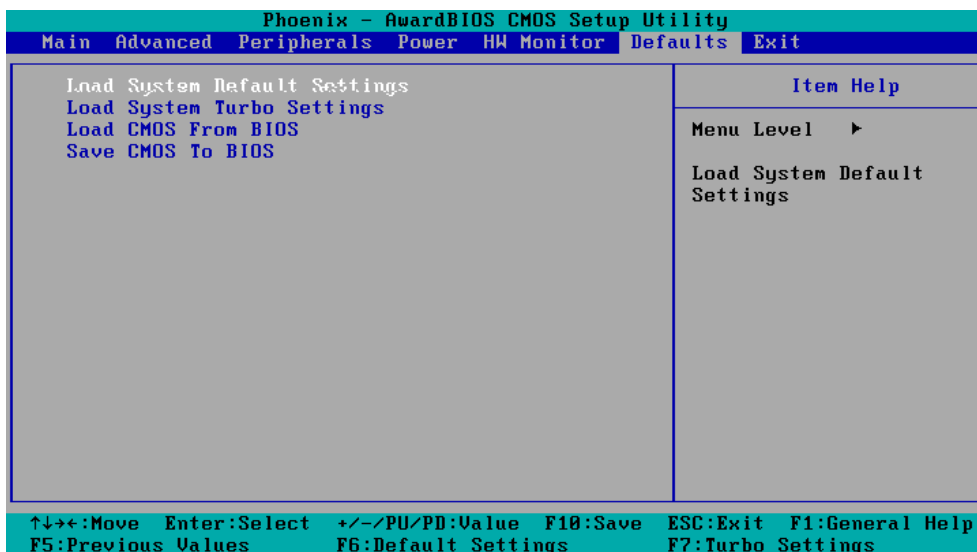 Phoenix - AwardBIOS CMOS Setup Utility
Main Advanced Peripherals Power HW Monitor Defaults Exit
Load System Default Settings
Load System Turbo Settings
Load CMOS From BIOS
Save CMOS To BIOS
Item Help
Menu Level ▶
Load System Default
Settings
↑↓→←:Move Enter:Select +/-/PU/PD:Value F10:Save ESC:Exit F1:General Help
F5:Previous Values F6:Default Settings F7:Turbo Settings